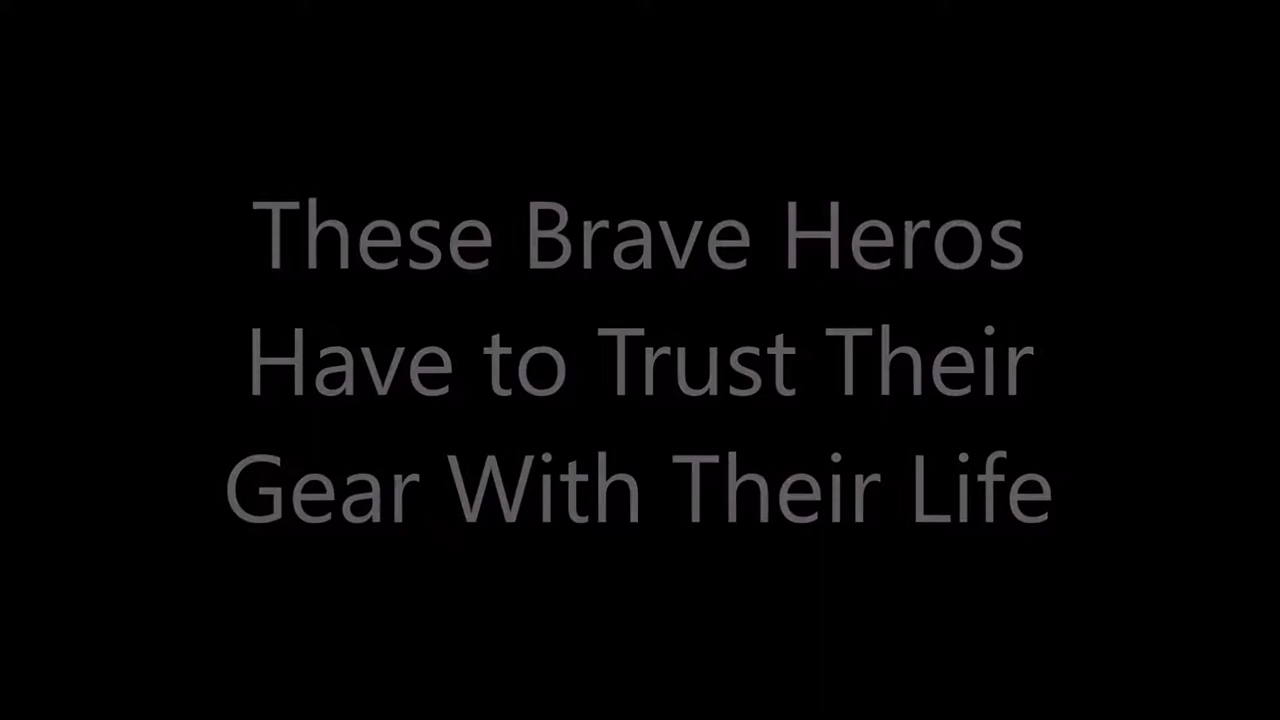 These Brave Heros
Have to Trust Their
Gear With Their Life